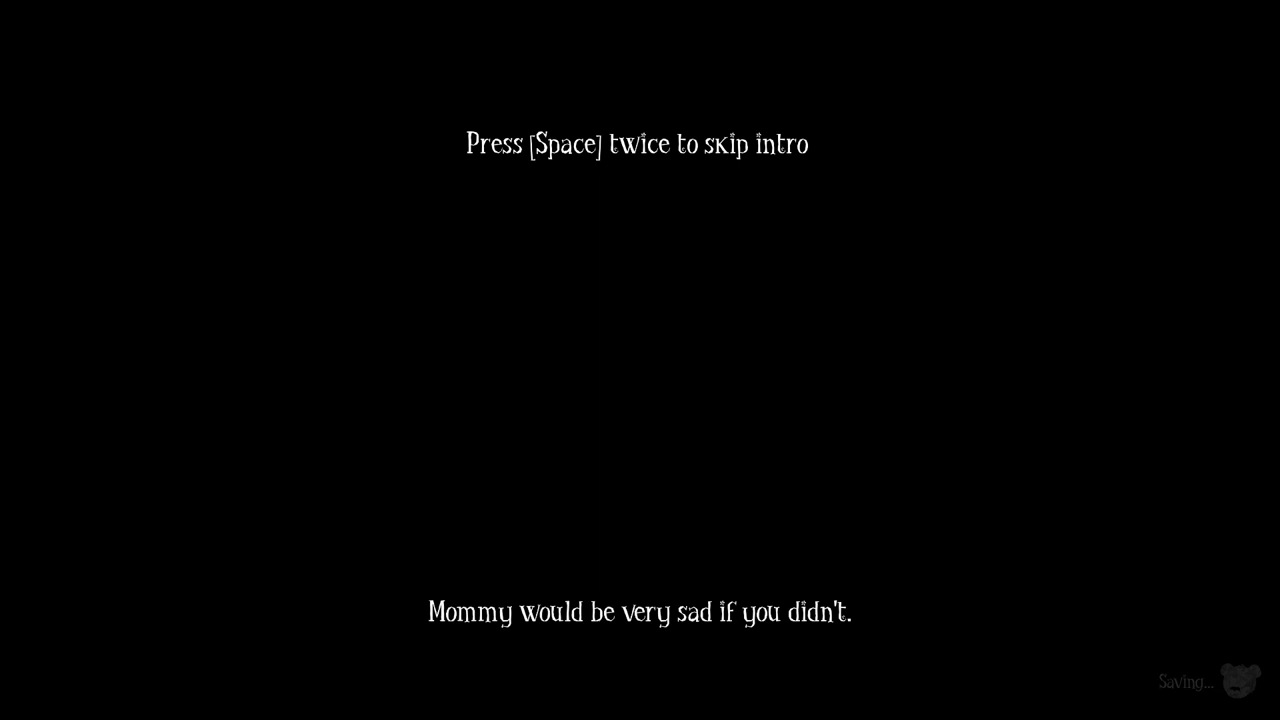 Press [Space] twice to skip intro
Mommy would be very sad if you didn't.
Saving...